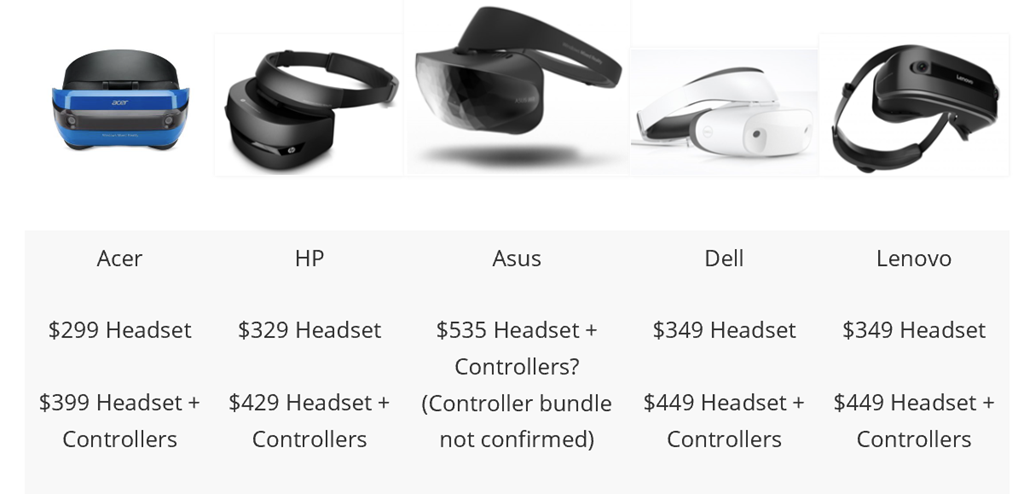 acer
Lenovo
Acer
HP
Asus
Dell
Lenovo
$299 Headset
$329 Headset
$535 Headset +
Controllers?
(Controller bundle
not confirmed)
$349 Headset
$349 Headset
$399 Headset +
Controllers
$429 Headset +
Controllers
$449 Headset +
Controllers
$449 Headset +
Controllers